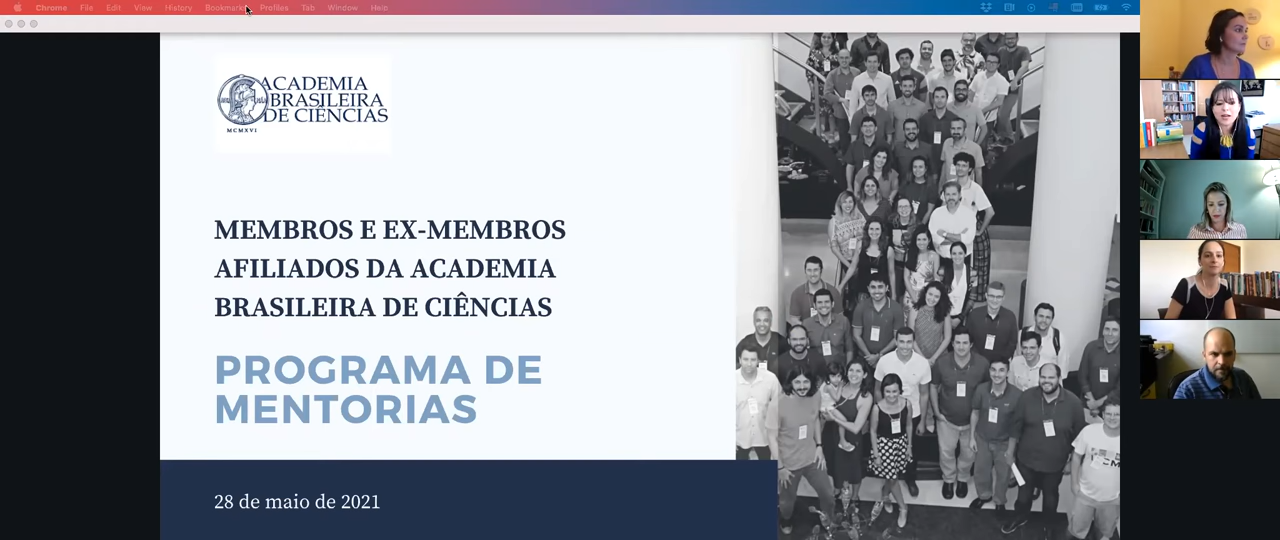 Chrome File Edit View History Bookmarks Profiles Tab Window Help
ACADEMIA
BRASILEIRA
DE CIÊNCIAS
MCMXVI
MEMBROS E EX-MEMBROS
AFILIADOS DA ACADEMIA
BRASILEIRA DE CIÊNCIAS
PROGRAMA DE
MENTORIAS
28 de maio de 2021